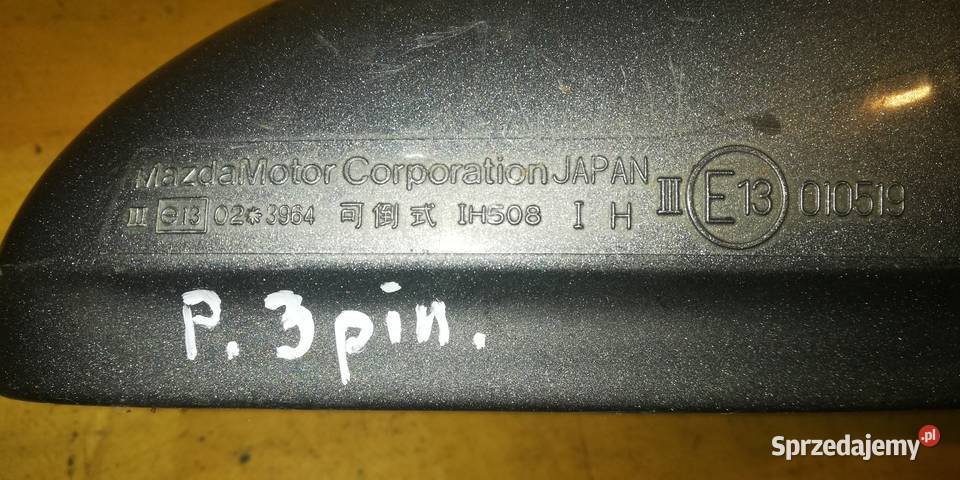 MazdaMotor Corporation JAPAN
III e13 02*3964 可倒式 IH508 I H
III E13 010519
P. 3pin.
Sprzedajemy.pl